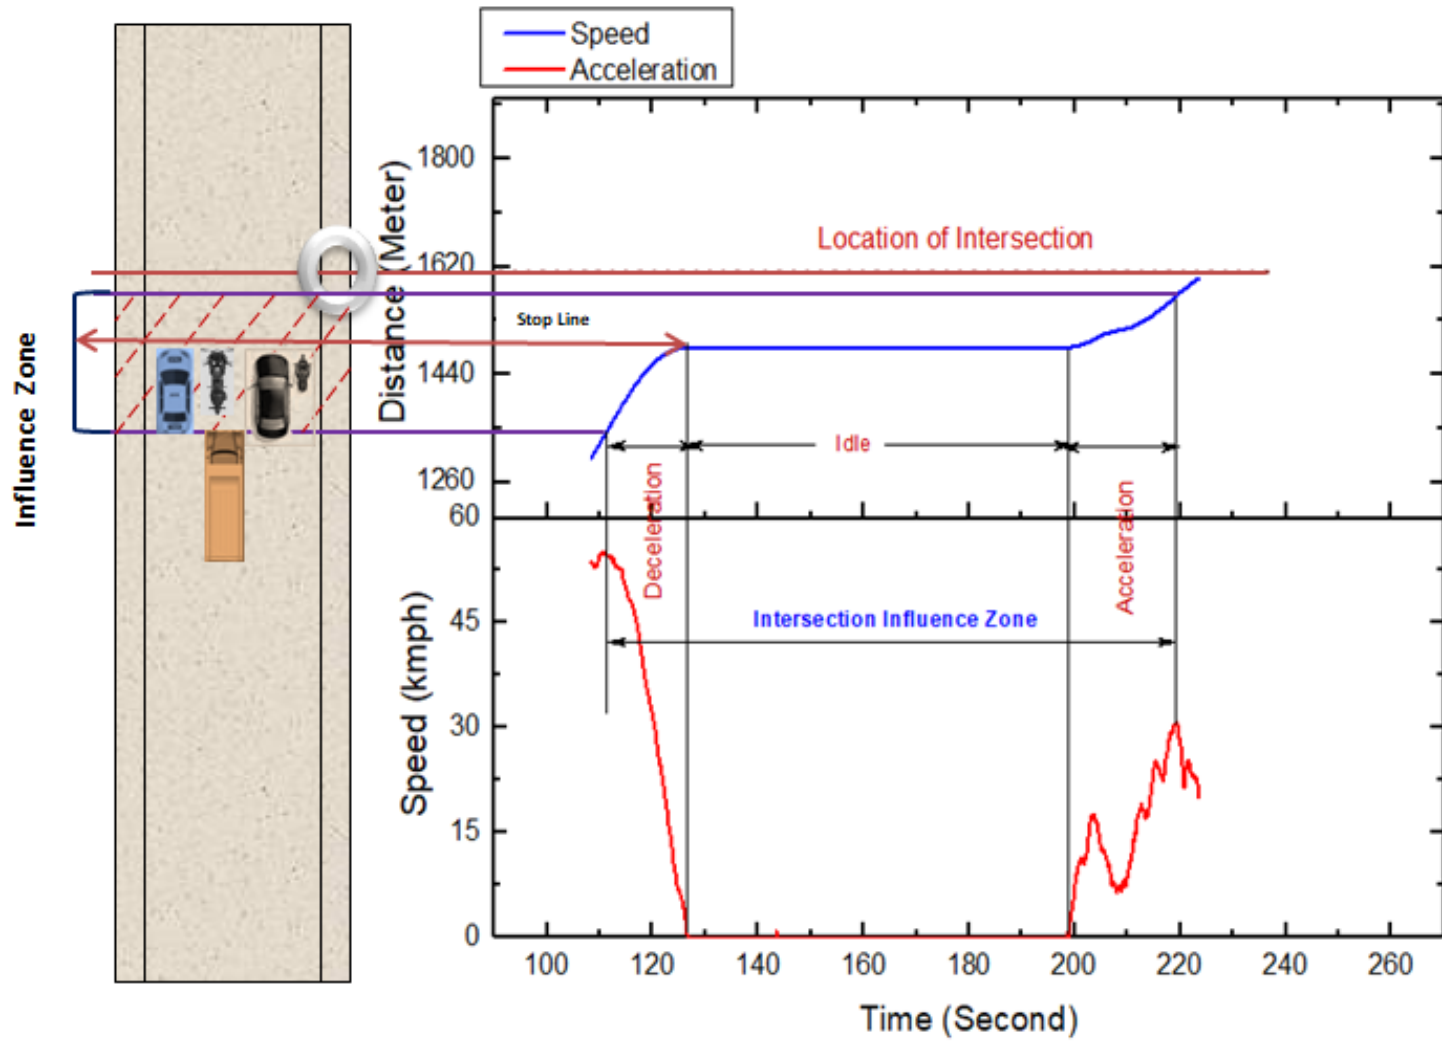 Speed
Acceleration
Distance (Meter)
1800
1620
1440
1260
Location of Intersection
Stop Line
Influence Zone
Idle
Deceleration
Acceleration
Intersection Influence Zone
Speed (kmph)
60
45
30
15
0
100 120 140 160 180 200 220 240 260
Time (Second)